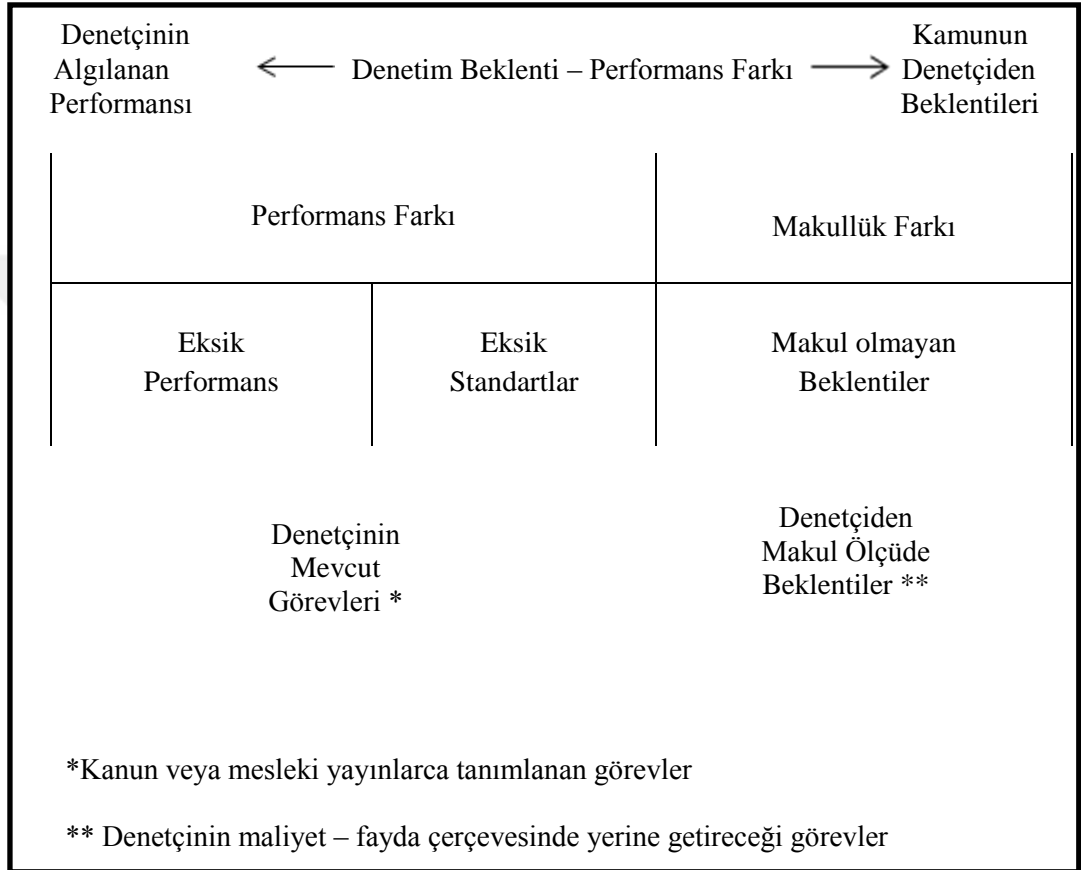 Denetçinin
Algılanan
Performansı
Denetim Beklenti – Performans Farkı
Kamunun
Denetçiden
Beklentileri
Performans Farkı
Makullük Farkı
Eksik
Performans
Eksik
Standartlar
Makul olmayan
Beklentiler
Denetçinin
Mevcut
Görevleri *
Denetçiden
Makul Ölçüde
Beklentiler **
*Kanun veya mesleki yayınlarca tanımlanan görevler
** Denetçinin maliyet – fayda çerçevesinde yerine getireceği görevler